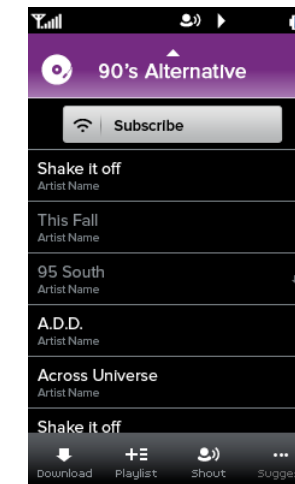 90's Alternative
Subscribe
Shake it off
Artist Name
This Fall
Artist Name
95 South
Artist Name
A.D.D.
Artist Name
Across Universe
Artist Name
Shake it off
Download Playlist Shout Sugges